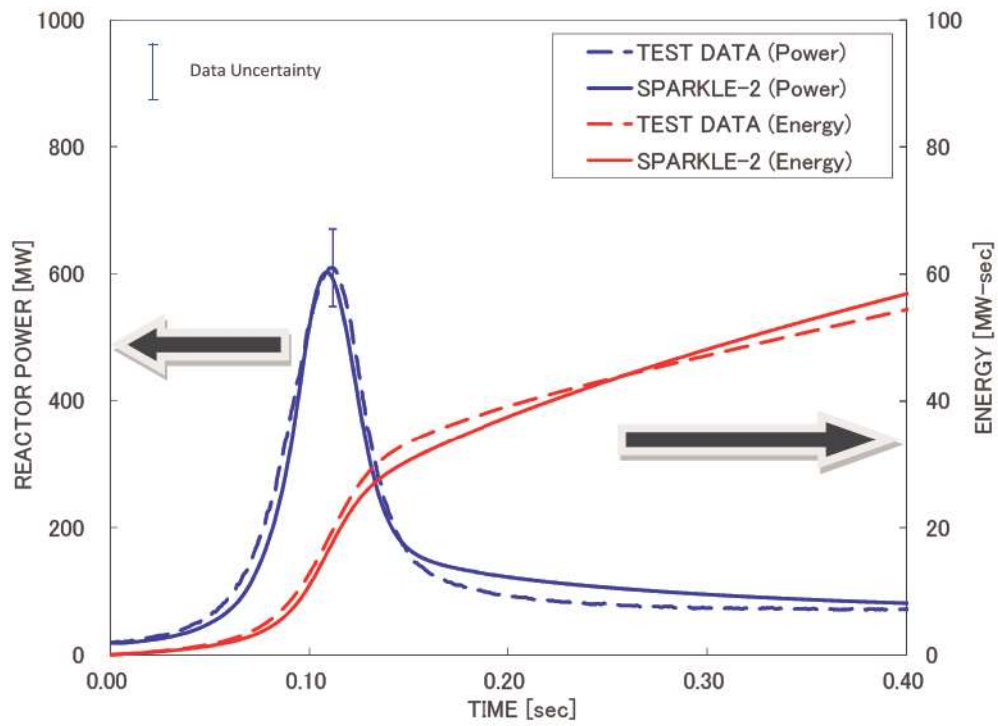 1000
800
600
400
200
0
REACTOR POWER [MW]
Data Uncertainty
TEST DATA (Power)
SPARKLE-2 (Power)
TEST DATA (Energy)
SPARKLE-2 (Energy)
100
80
60
40
20
0
ENERGY [MW-sec]
0.00 0.10 0.20 0.30 0.40
TIME [sec]